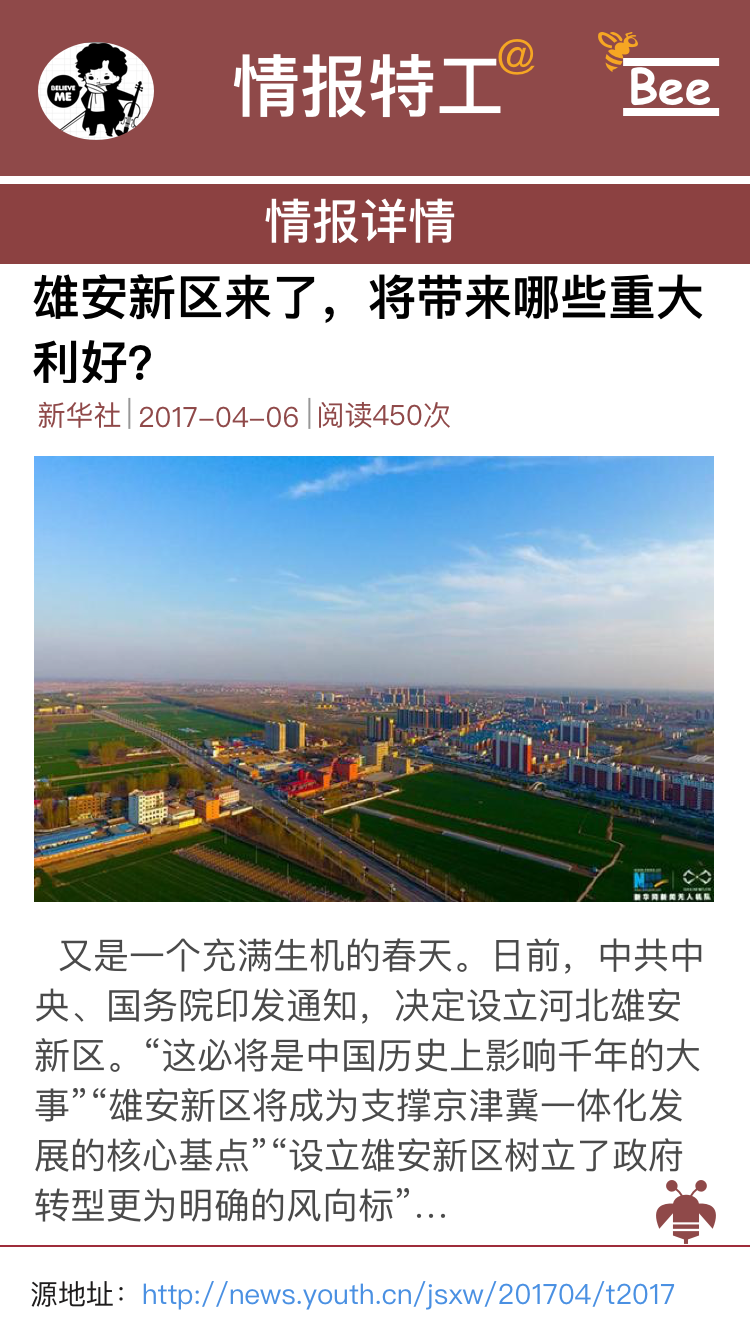 BELIEVE
ME
情报特工@
Bee
情报详情
雄安新区来了，将带来哪些重大
利好？
新华社|2017-04-06|阅读450次
新华网新闻无人机队
又是一个充满生机的春天。日前，中共中
央、国务院印发通知，决定设立河北雄安
新区。“这必将是中国历史上影响千年的大
事”“雄安新区将成为支撑京津冀一体化发
展的核心基点”“设立雄安新区树立了政府
转型更为明确的风向标”...
源地址：http://news.youth.cn/jsxw/201704/t2017